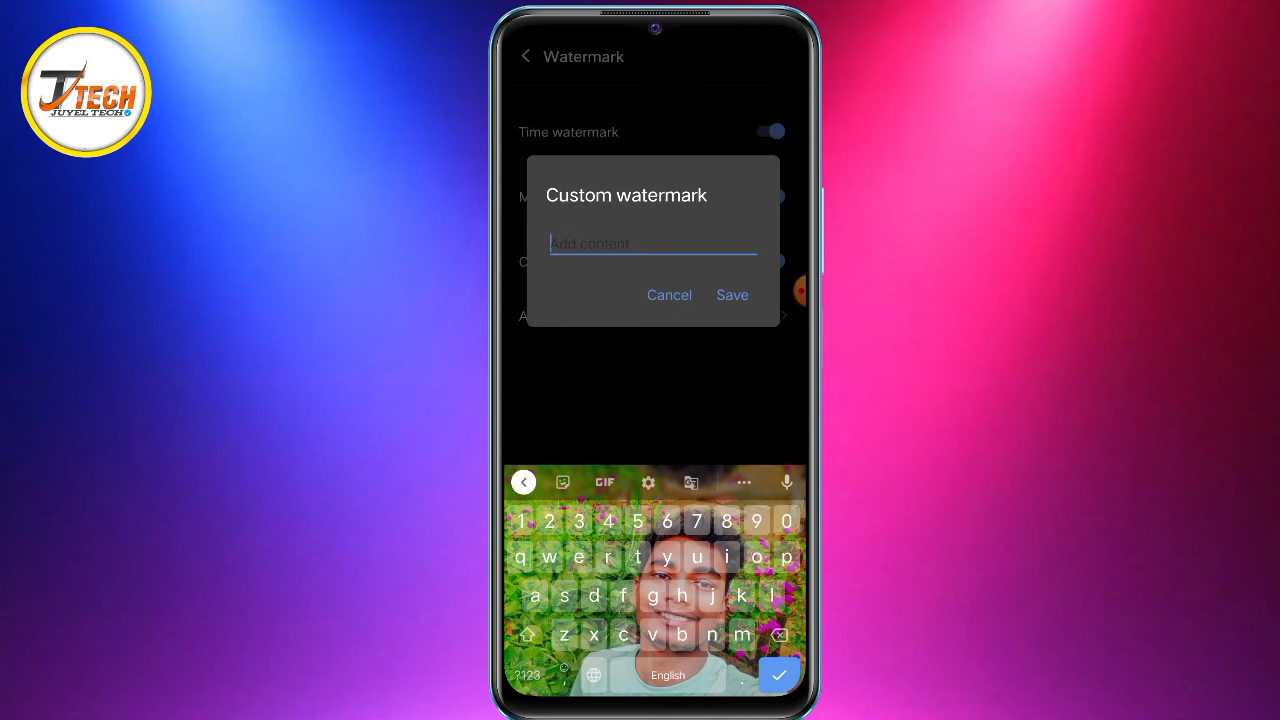 TECH
JUYEL TECH
Watermark
Time watermark
M
Custom watermark
Add content
C
Cancel Save
A
GIF
1 2 3 4 5 6 7 8 9 0
q w e r t y u i o p
a s d f g h j k l
z x c v b n m
?123 , English .